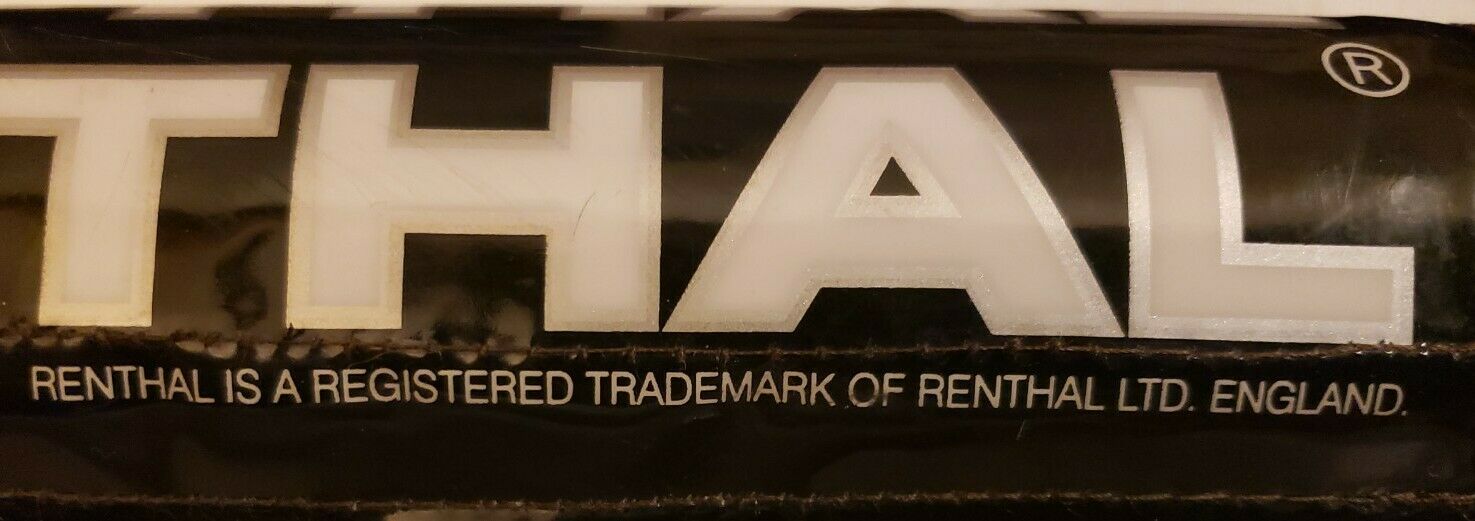 THAL®
RENTHAL IS A REGISTERED TRADEMARK OF RENTHAL LTD. ENGLAND.